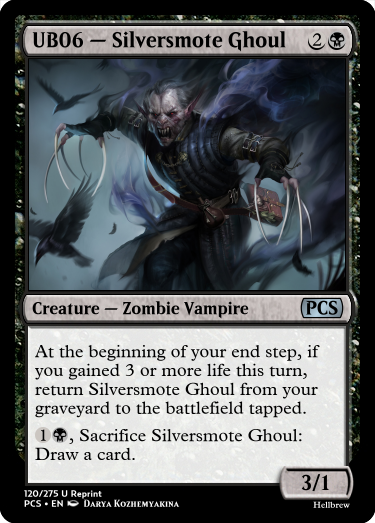 UB06 — Silversmote Ghoul 2
Creature — Zombie Vampire PCS
At the beginning of your end step, if
you gained 3 or more life this turn,
return Silversmote Ghoul from your
graveyard to the battlefield tapped.
1, Sacrifice Silversmote Ghoul:
Draw a card.
3/1
120/275 U Reprint
PCS • EN Darya Kozhemyakina
Hellbrew